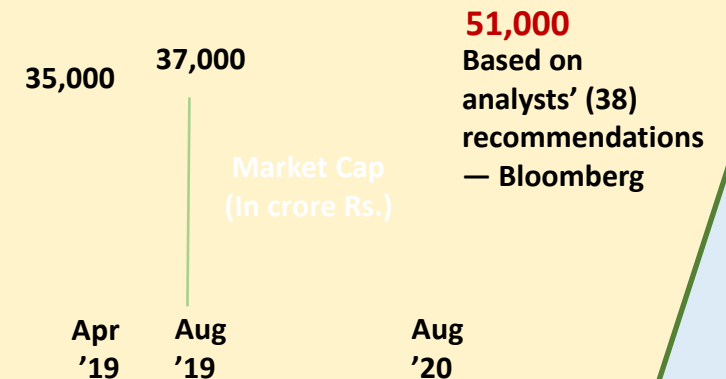 35,000
37,000
51,000
Based on
analysts’ (38)
recommendations
— Bloomberg
Market Cap
(In crore Rs.)
Apr
’19
Aug
’19
Aug
’20